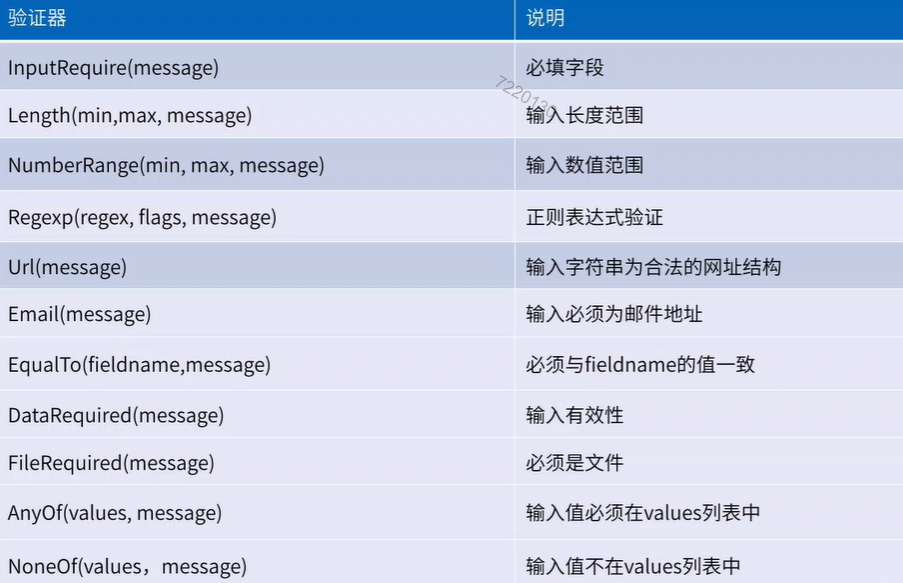 验证器 说明
InputRequire(message) 必填字段
Length(min,max, message) 输入长度范围
NumberRange(min, max, message) 输入数值范围
Regexp(regex, flags, message) 正则表达式验证
Url(message) 输入字符串为合法的网址结构
Email(message) 输入必须为邮件地址
EqualTo(fieldname,message) 必须与fieldname的值一致
DataRequired(message) 输入有效性
FileRequired(message) 必须是文件
AnyOf(values, message) 输入值必须在values列表中
NoneOf(values，message) 输入值不在values列表中